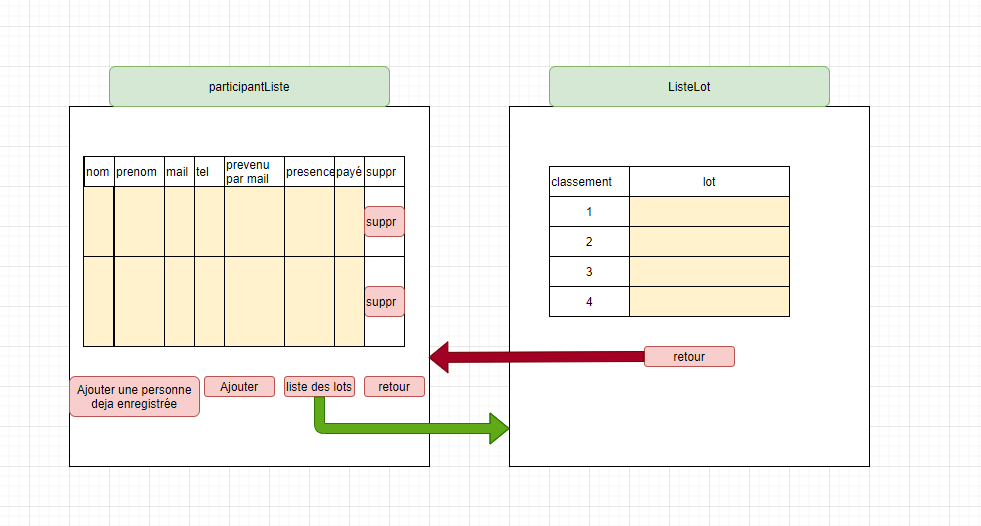 participantListe
nom prenom mail tel prevenu par mail presence payé suppr
suppr
suppr
Ajouter une personne
deja enregistrée
Ajouter
liste des lots
retour
ListeLot
classement lot
1
2
3
4
retour